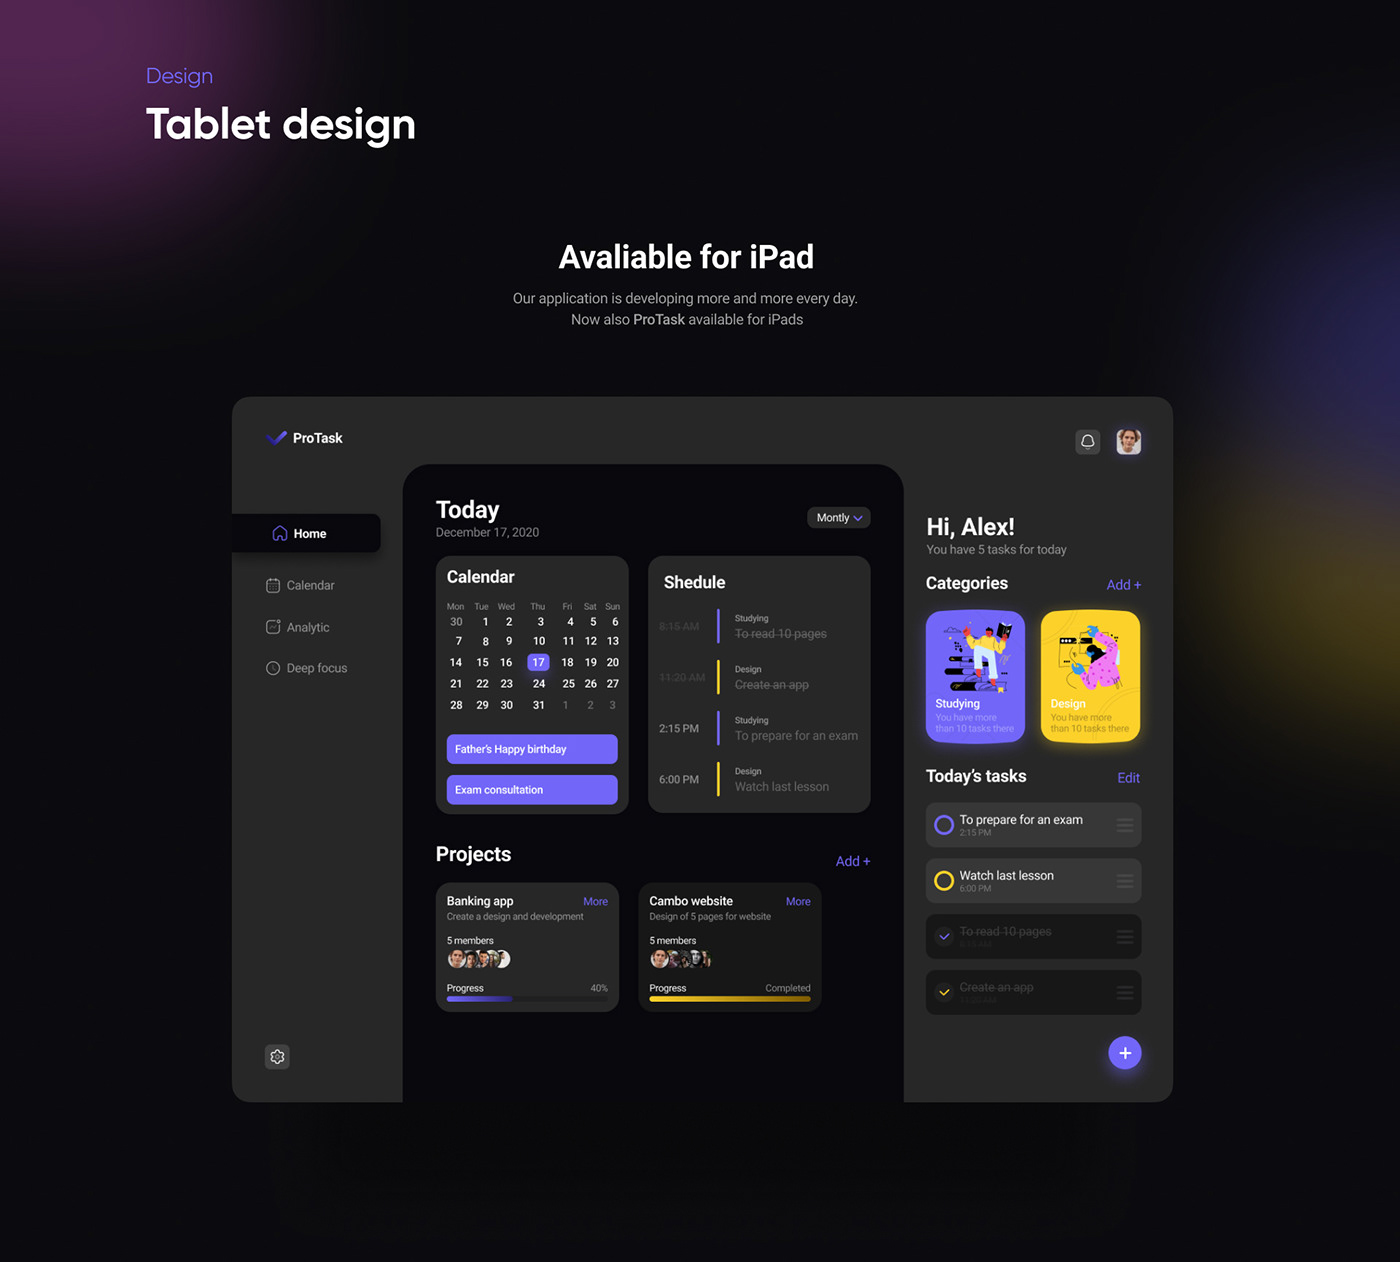 Design
Tablet design
Avaliable for iPad
Our application is developing more and more every day.
Now also ProTask available for iPads
ProTask
Home
Calendar
Analytic
Deep focus
Today
December 17, 2020
Montly
Calendar
Mon Tue Wed Thu Fri Sat Sun
30 1 2 3 4 5 6
7 8 9 10 11 12 13
14 15 16 17 18 19 20
21 22 23 24 25 26 27
28 29 30 31 1 2 3
Father's Happy birthday
Exam consultation
Shedule
8:15 AM
Studying
To read 10 pages
11:20 AM
Design
Create an app
2:15 PM
Studying
To prepare for an exam
6:00 PM
Design
Watch last lesson
Projects
Add +
Banking app
More
Create a design and development
5 members
Progress
40%
Cambo website
More
Design of 5 pages for website
5 members
Progress
Completed
Hi, Alex!
You have 5 tasks for today
Categories
Add +
Studying
You have more
than 10 tasks there
Design
You have more
than 10 tasks there
Today's tasks
Edit
To prepare for an exam
2:15 PM
Watch last lesson
6:00 PM
To read 10 pages
8:15 AM
Create an app
11:20 AM